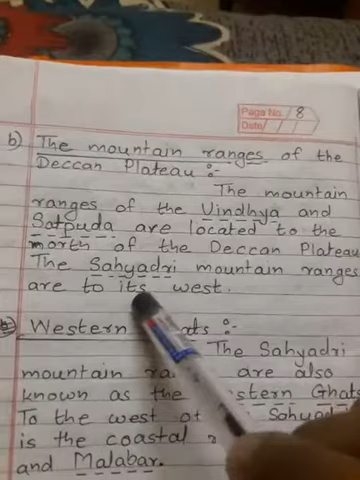 Page No. 8
Date / /
b) The mountain ranges of the
Deccan Plateau :-
The mountain
ranges of the Vindhya and
Satpuda are located to the
north of the Deccan Plateau
The Sahyadri mountain ranges
are to its west.
Western :-
The Sahyadri
mountain are also
known as the Ghats
To the west of Sahyad
is the coastal
and Malabar.